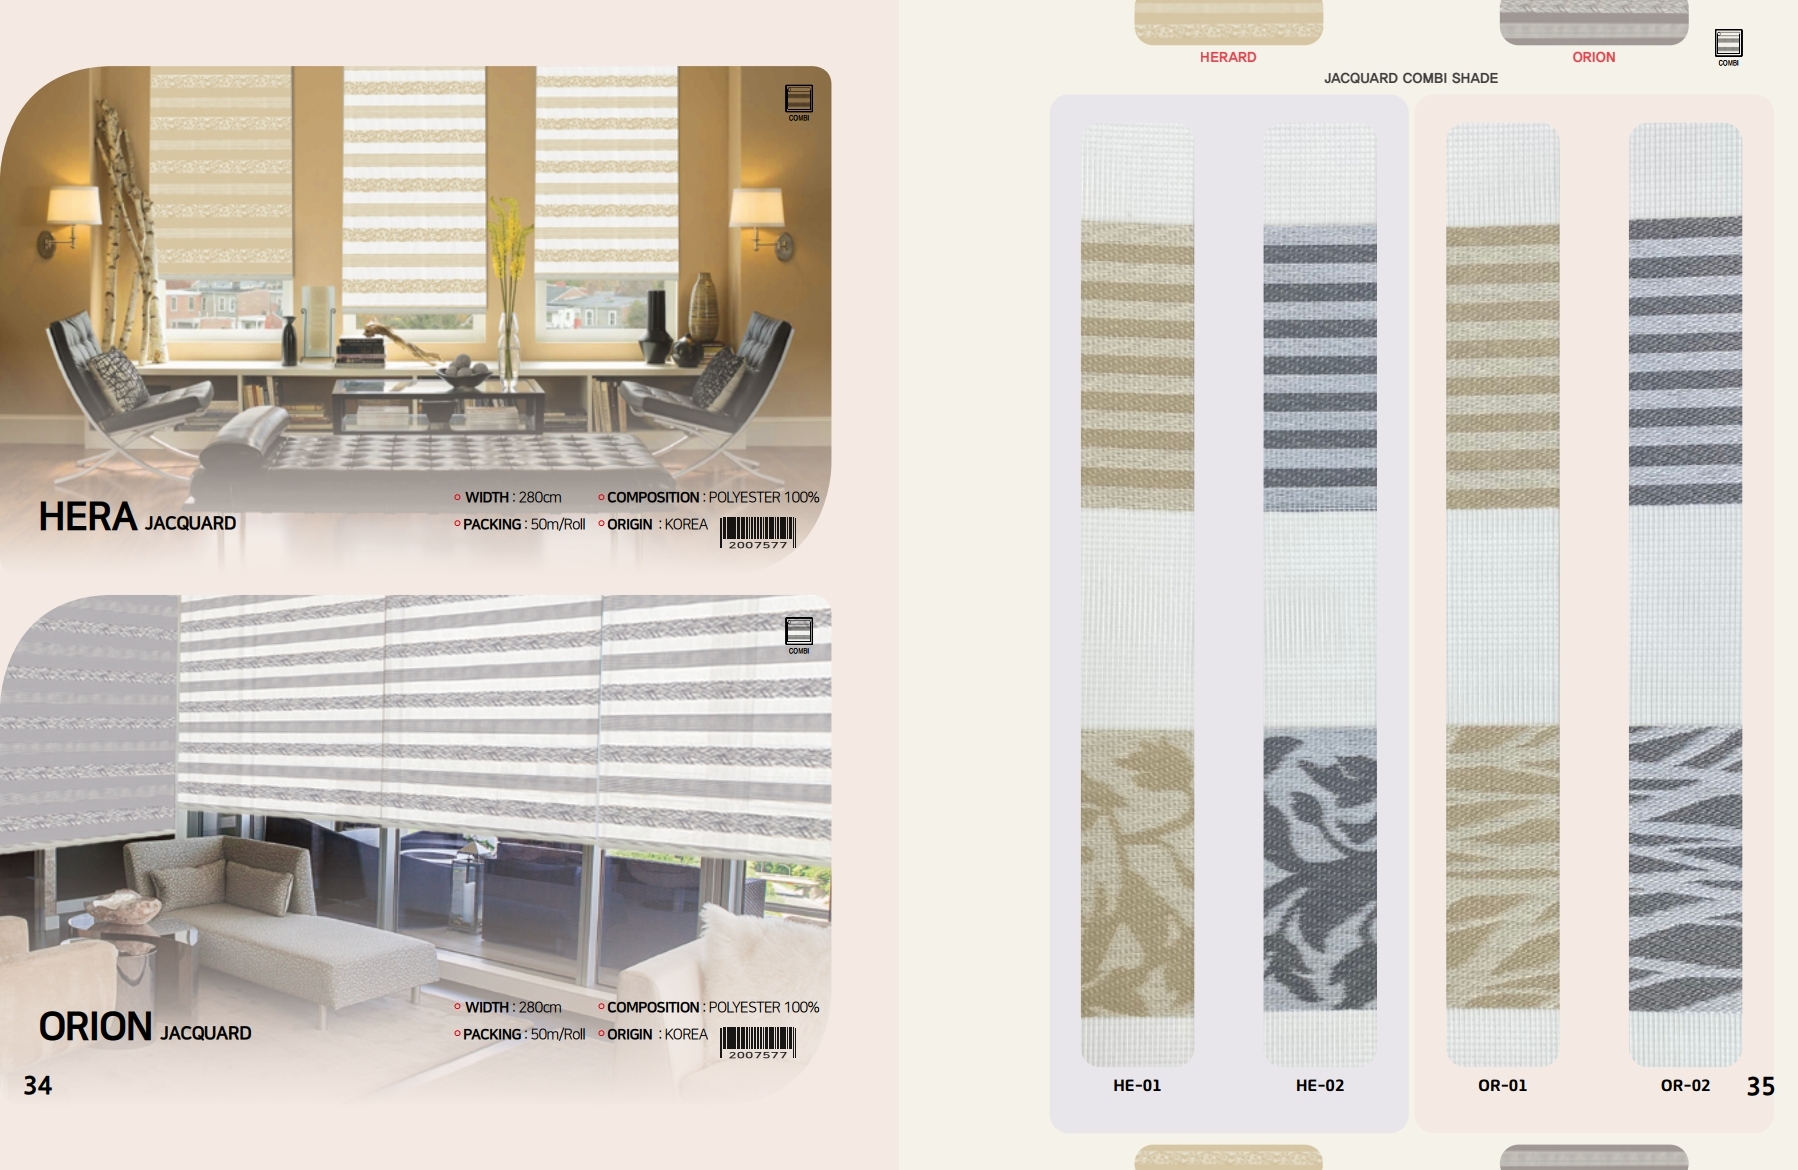 COMBI
HERA JACQUARD
WIDTH : 280cm
COMPOSITION : POLYESTER 100%
PACKING : 50m/Roll
ORIGIN : KOREA
2007577
COMBI
ORION JACQUARD
WIDTH : 280cm
COMPOSITION : POLYESTER 100%
PACKING : 50m/Roll
ORIGIN : KOREA
2007577
34
HERARD
ORION
COMBI
JACQUARD COMBI SHADE
HE-01
HE-02
OR-01
OR-02
35